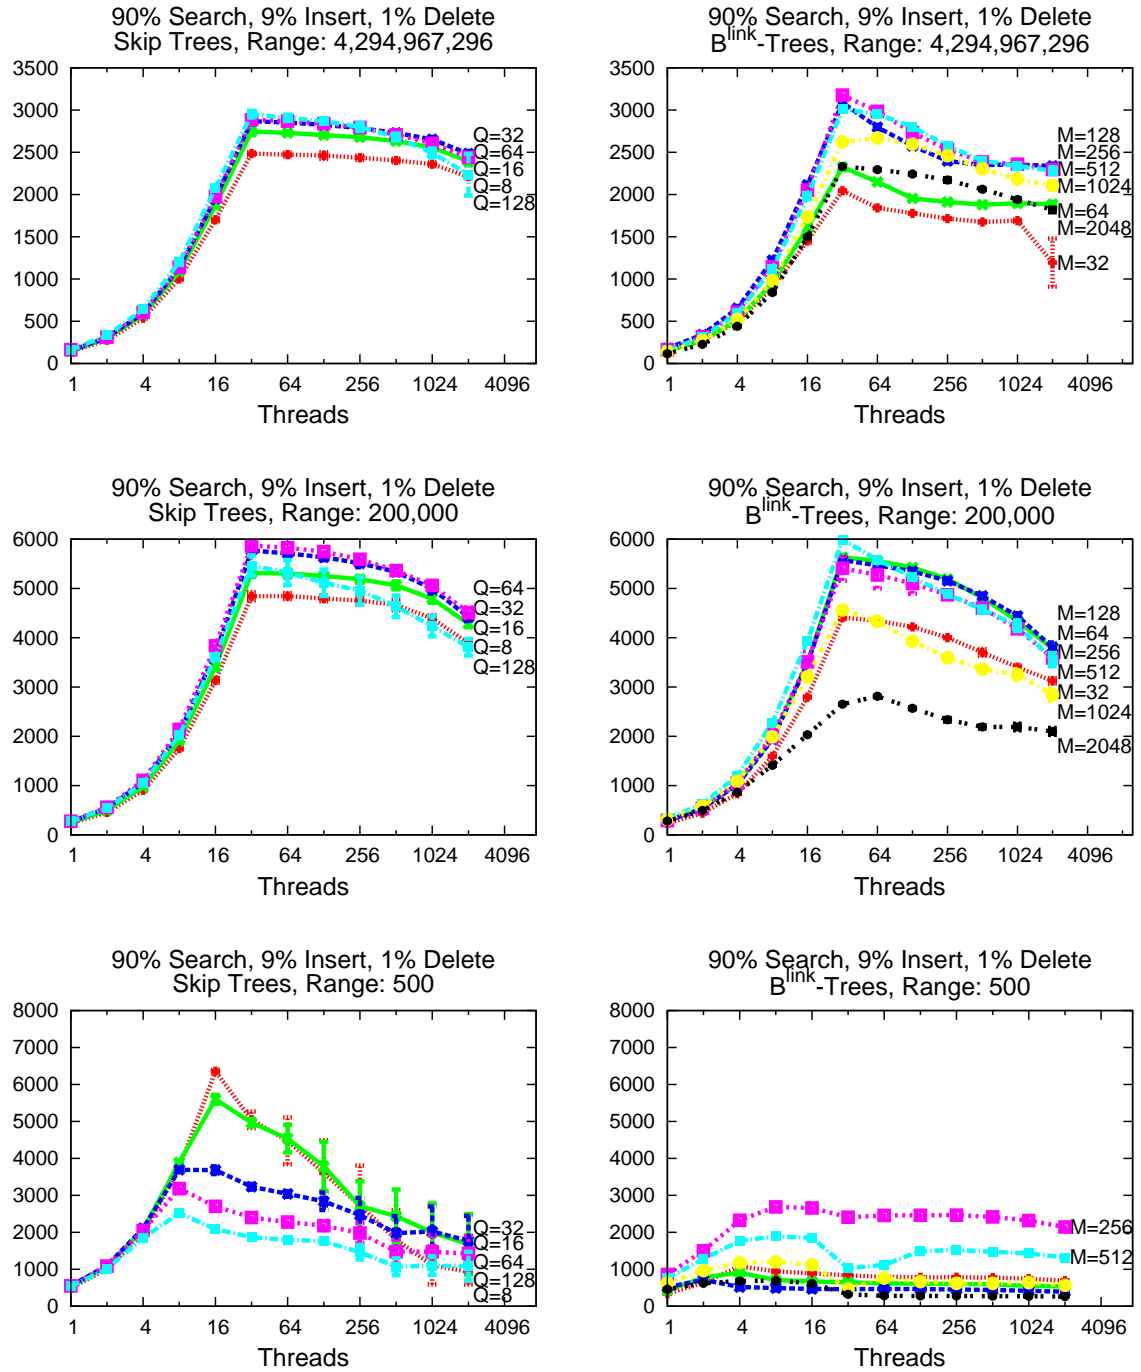 90% Search, 9% Insert, 1% Delete
Skip Trees, Range: 4,294,967,296
3500
3000
2500
2000
1500
1000
500
0
Q=32
Q=64
Q=16
Q=8
Q=128
1 4 16 64 256 1024 4096
Threads
90% Search, 9% Insert, 1% Delete
B^link-Trees, Range: 4,294,967,296
3500
3000
2500
2000
1500
1000
500
0
M=128
M=256
M=512
M=1024
M=64
M=2048
M=32
1 4 16 64 256 1024 4096
Threads
90% Search, 9% Insert, 1% Delete
Skip Trees, Range: 200,000
6000
5000
4000
3000
2000
1000
0
Q=64
Q=32
Q=16
Q=8
Q=128
1 4 16 64 256 1024 4096
Threads
90% Search, 9% Insert, 1% Delete
B^link-Trees, Range: 200,000
6000
5000
4000
3000
2000
1000
0
M=128
M=64
M=256
M=512
M=32
M=1024
M=2048
1 4 16 64 256 1024 4096
Threads
90% Search, 9% Insert, 1% Delete
Skip Trees, Range: 500
8000
7000
6000
5000
4000
3000
2000
1000
0
Q=32
Q=16
Q=64
Q=128
Q=8
1 4 16 64 256 1024 4096
Threads
90% Search, 9% Insert, 1% Delete
B^link-Trees, Range: 500
8000
7000
6000
5000
4000
3000
2000
1000
0
M=256
M=512
1 4 16 64 256 1024 4096
Threads